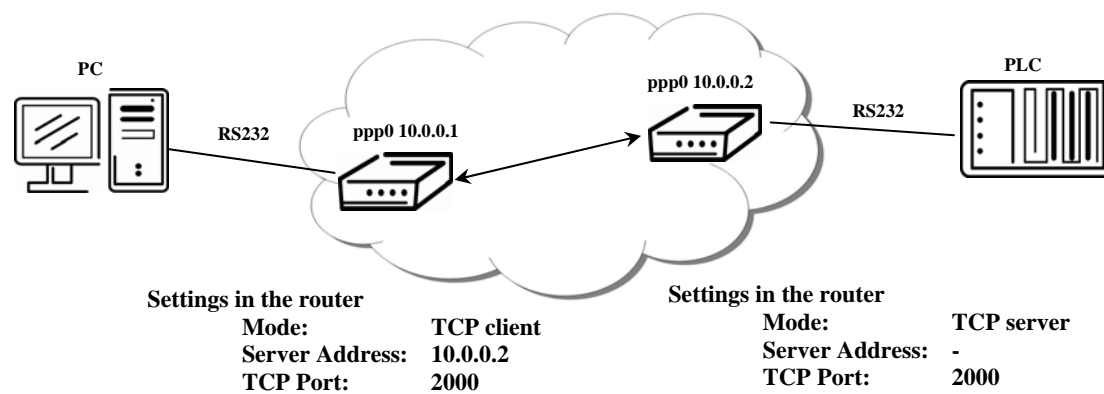 PC
PLC
ppp0 10.0.0.2
RS232
RS232
ppp0 10.0.0.1
Settings in the router
Mode: TCP client
Server Address: 10.0.0.2
TCP Port: 2000
Settings in the router
Mode: TCP server
Server Address: -
TCP Port: 2000